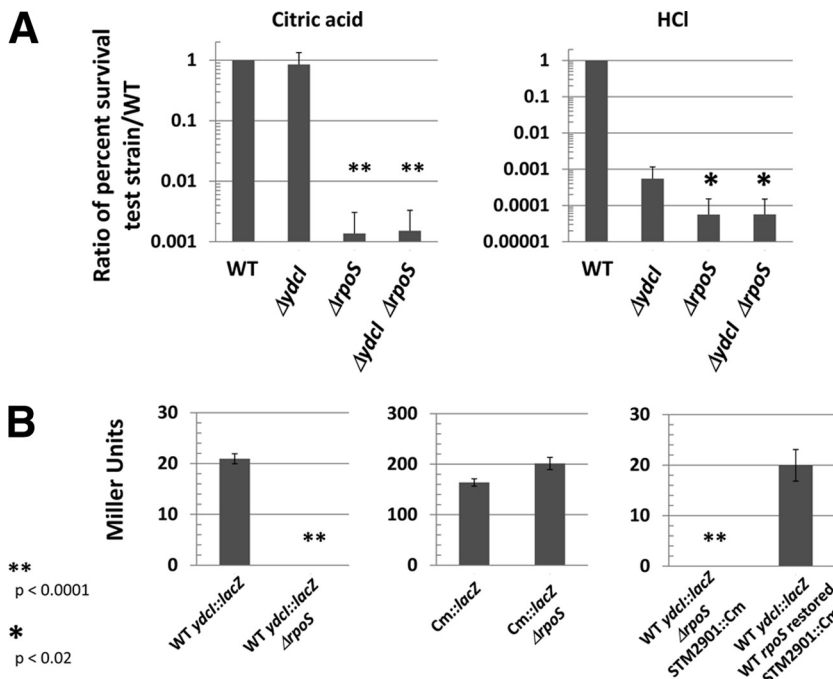 A
Citric acid
HCl
Ratio of percent survival
test strain/WT
1
0.1
0.01
0.001
**
**
WT
ΔydcI
ΔrpoS
ΔydcI ΔrpoS
1
0.1
0.01
0.001
0.0001
0.00001
*
*
WT
ΔydcI
ΔrpoS
ΔydcI ΔrpoS
B
Miller Units
30
20
10
0
**
WT ydcI::lacZ
WT ydcI::lacZ
ΔrpoS
300
200
100
0
Cm::lacZ
Cm::lacZ
ΔrpoS
30
20
10
0
**
WT ydcI::lacZ
ΔrpoS
STM2901::Cm
WT ydcI::lacZ
WT rpoS restored
STM2901::Cm
**
p < 0.0001
*
p < 0.02